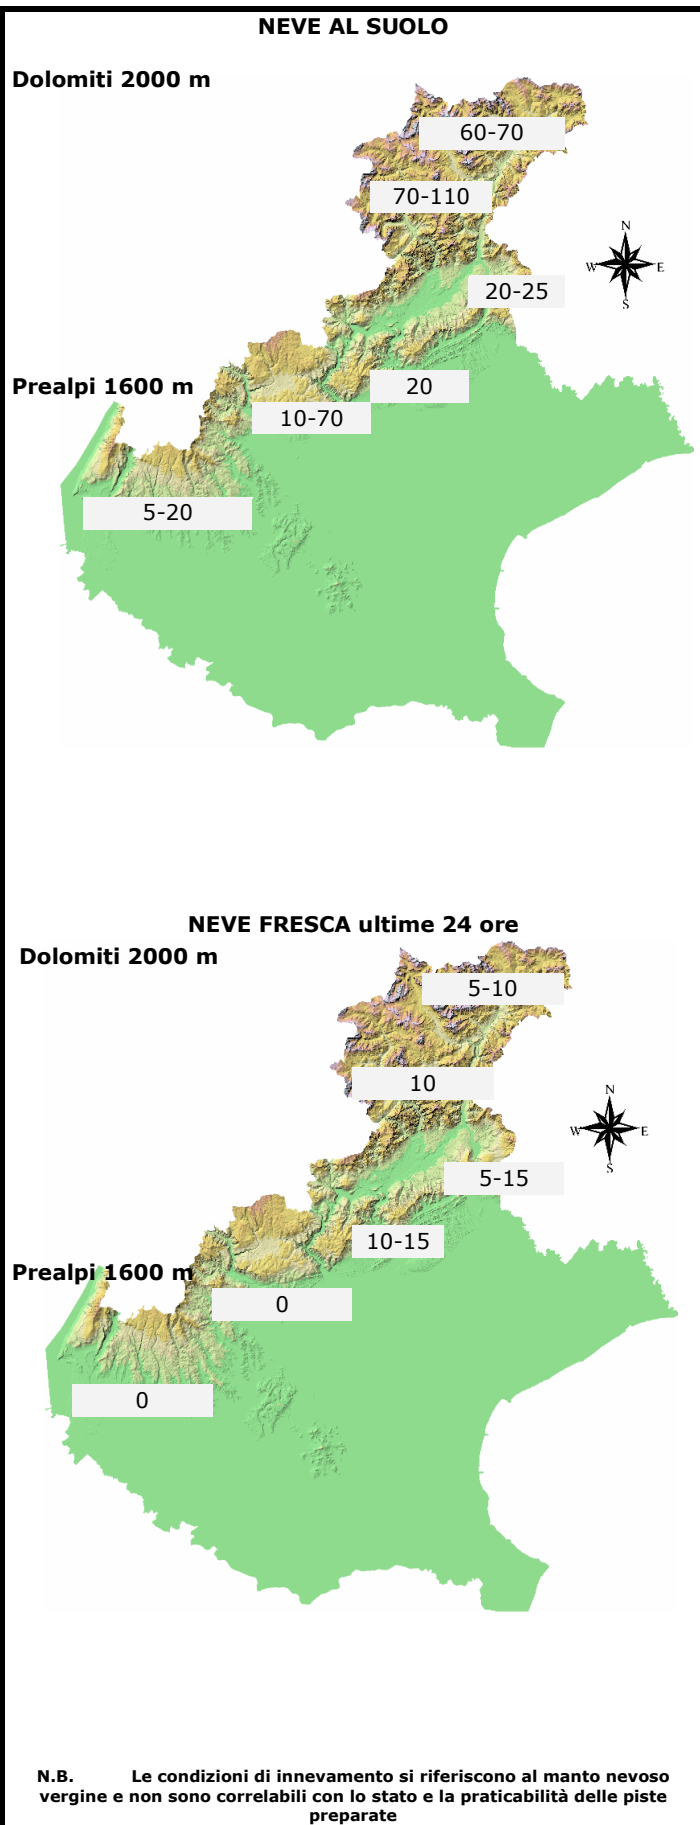 NEVE AL SUOLO
Dolomiti 2000 m
60-70
70-110
N
W E
S
20-25
Prealpi 1600 m
20
10-70
5-20
NEVE FRESCA ultime 24 ore
Dolomiti 2000 m
5-10
10
N
W E
S
5-15
10-15
Prealpi 1600 m
0
0
N.B. Le condizioni di innevamento si riferiscono al manto nevoso
vergine e non sono correlabili con lo stato e la praticabilità delle piste
preparate